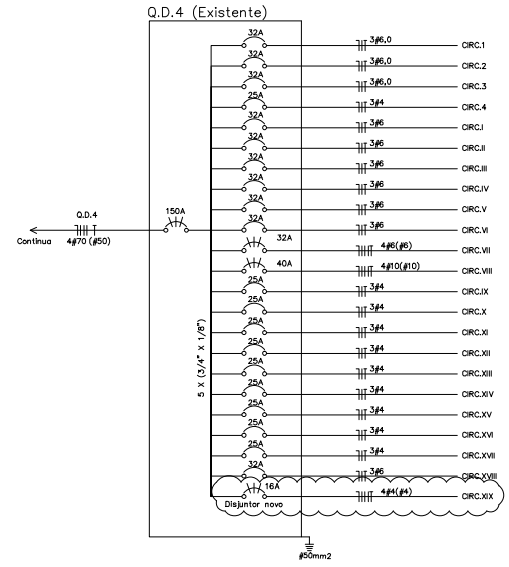 Q.D.4 (Existente)
32A 3#6,0 CIRC.1
32A 3#6,0 CIRC.2
32A 3#6,0 CIRC.3
25A 3#4 CIRC.4
32A 3#6 CIRC.I
32A 3#6 CIRC.II
32A 3#6 CIRC.III
32A 3#6 CIRC.IV
32A 3#6 CIRC.V
32A 3#6 CIRC.VI
150A
Q.D.4
4#70 (#50)
Continua
32A 4#6(#6) CIRC.VII
40A 4#10(#10) CIRC.VIII
25A 3#4 CIRC.IX
25A 3#4 CIRC.X
25A 3#4 CIRC.XI
25A 3#4 CIRC.XII
25A 3#4 CIRC.XIII
25A 3#4 CIRC.XIV
25A 3#4 CIRC.XV
25A 3#4 CIRC.XVI
25A 3#4 CIRC.XVII
32A 3#6 CIRC.XVIII
16A 4#4(#4) CIRC.XIX
Disjuntor novo
5 X (3/4" X 1/8")
#50mm2